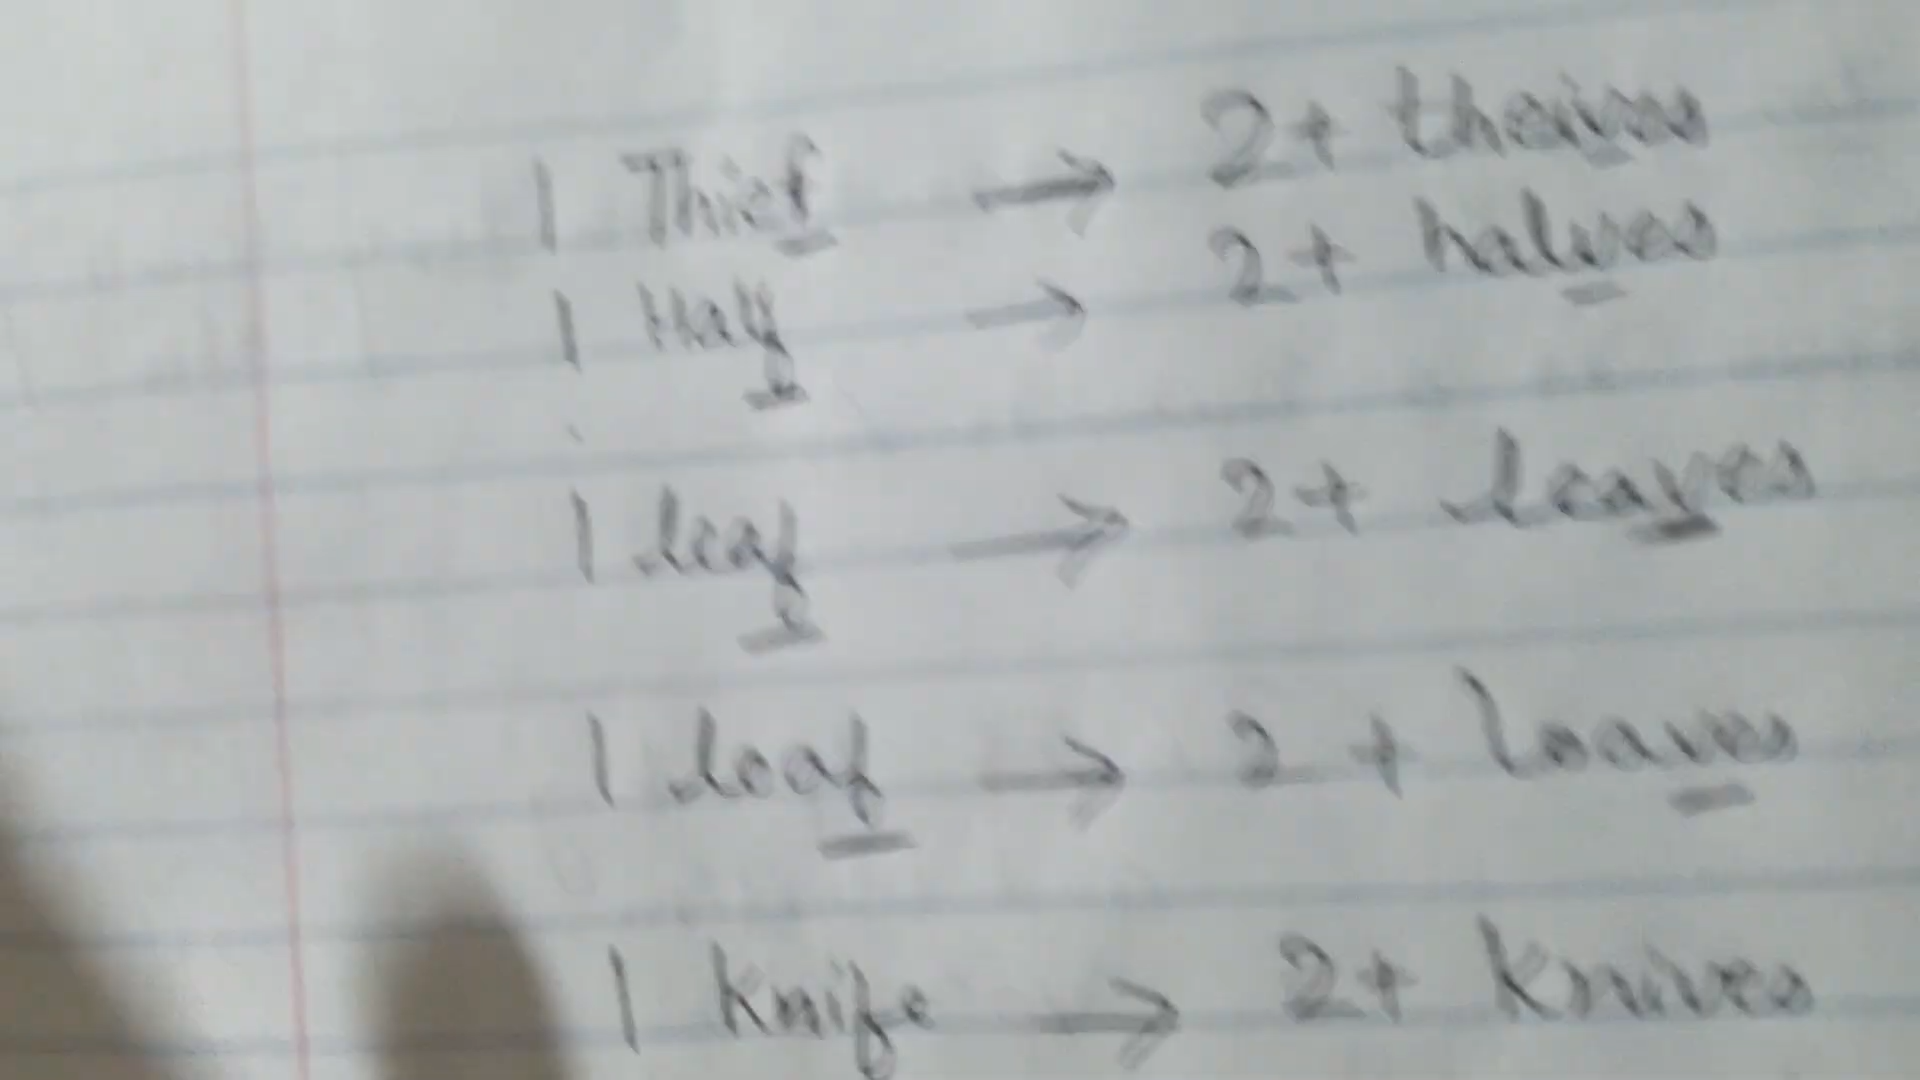 1 Thief → 2+ theives
1 Half → 2+ halves
1 leaf → 2+ leaves
1 loaf → 2+ loaves
1 Knife → 2+ Knives